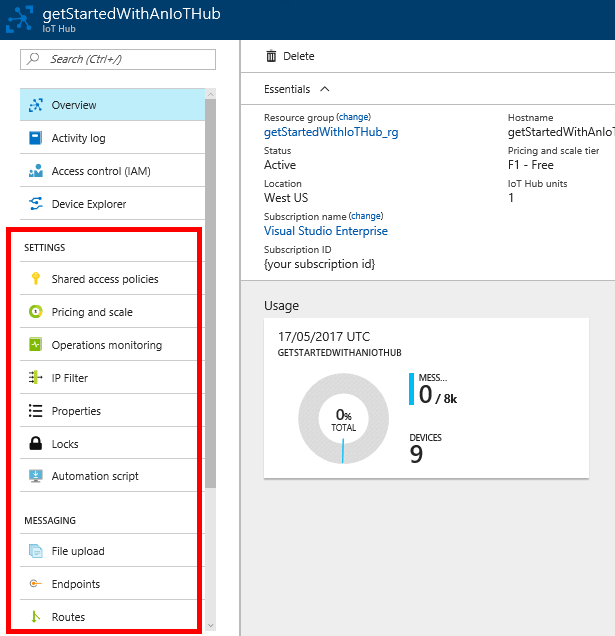 getStartedWithAnIoTHub
IoT Hub
Search (Ctrl+/)
Overview
Activity log
Access control (IAM)
Device Explorer
SETTINGS
Shared access policies
Pricing and scale
Operations monitoring
IP Filter
Properties
Locks
Automation script
MESSAGING
File upload
Endpoints
Routes
Delete
Essentials
Resource group (change)
getStartedWithIoTHub_rg
Status
Active
Location
West US
Subscription name (change)
Visual Studio Enterprise
Subscription ID
{your subscription id}
Hostname
getStartedWithAnIoT
Pricing and scale tier
F1 - Free
IoT Hub units
1
Usage
17/05/2017 UTC
GETSTARTEDWITHANIOTHUB
0%
TOTAL
MESS...
0 / 8k
DEVICES
9